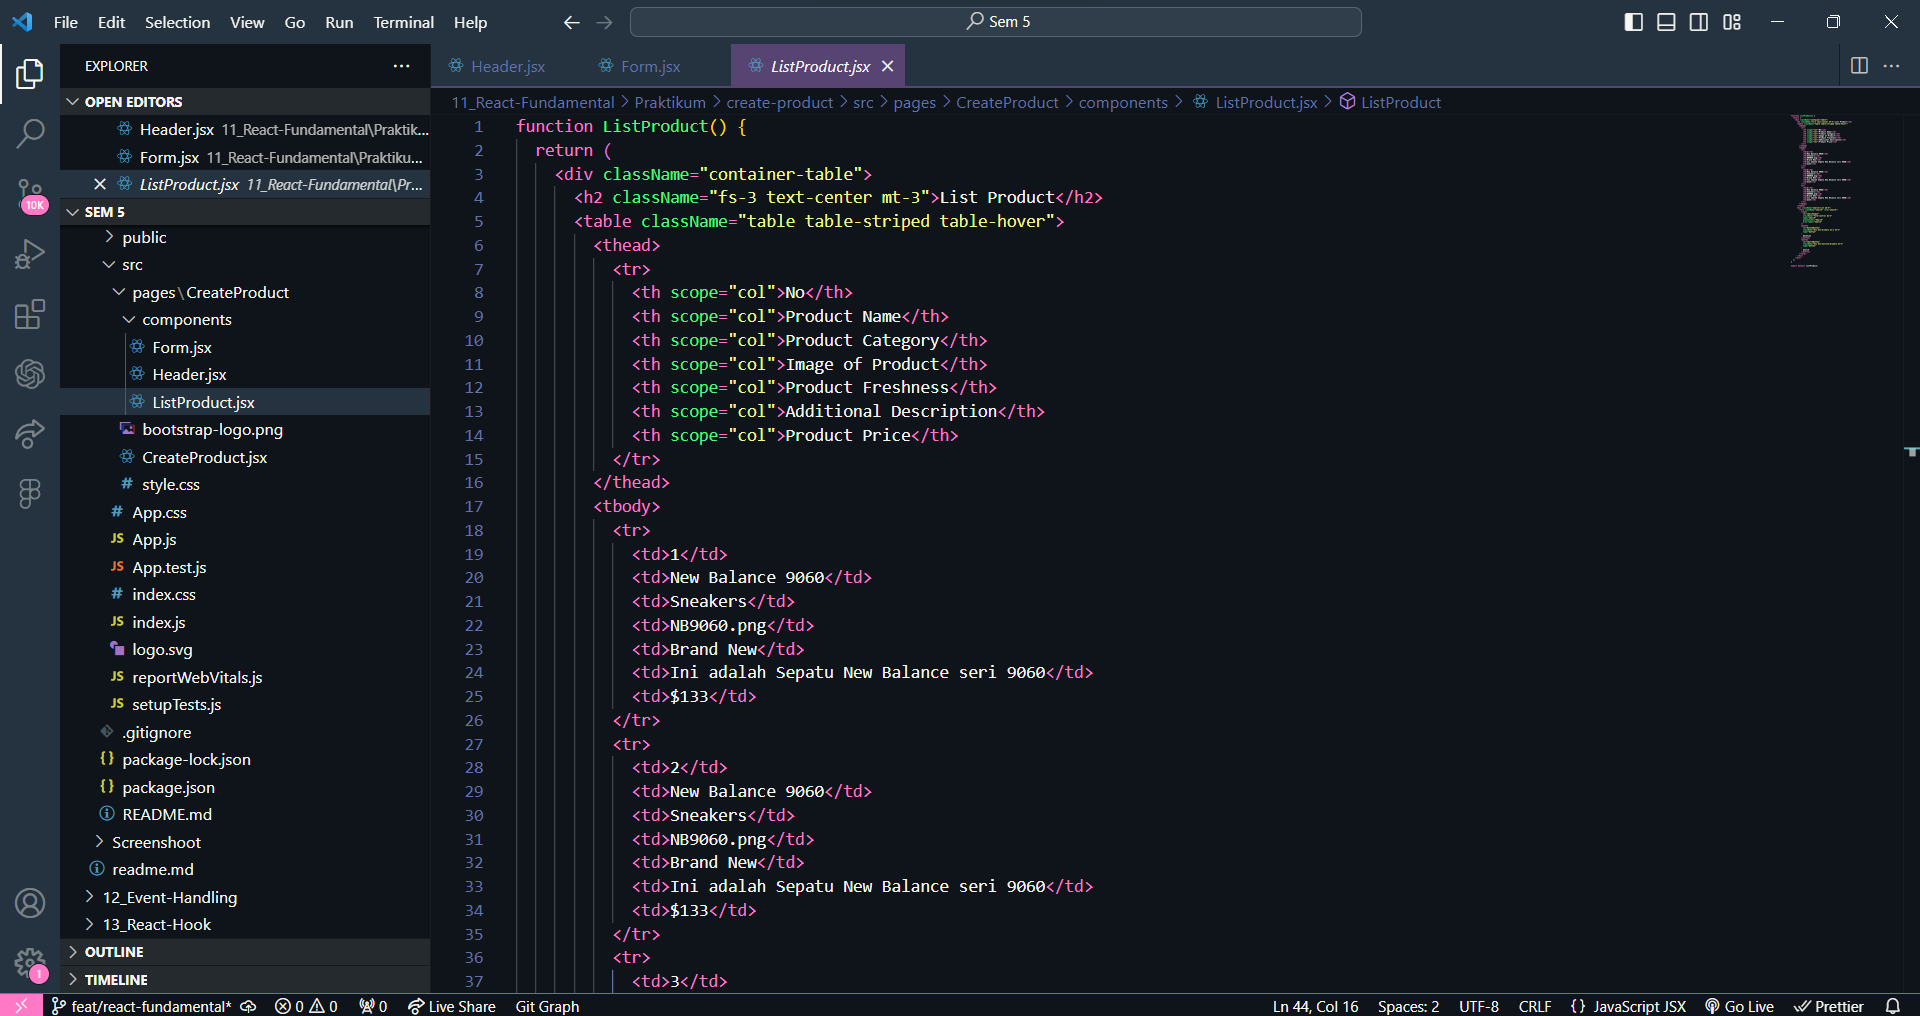 File Edit Selection View Go Run Terminal Help
Sem 5
EXPLORER
OPEN EDITORS
Header.jsx 11_React-Fundamental\Praktik...
Form.jsx 11_React-Fundamental\Praktiku...
ListProduct.jsx 11_React-Fundamental\Pr...
SEM 5
public
src
pages\CreateProduct
components
Form.jsx
Header.jsx
ListProduct.jsx
bootstrap-logo.png
CreateProduct.jsx
# style.css
# App.css
JS App.js
JS App.test.js
# index.css
JS index.js
logo.svg
JS reportWebVitals.js
JS setupTests.js
.gitignore
{} package-lock.json
{} package.json
README.md
Screenshoot
readme.md
12_Event-Handling
13_React-Hook
OUTLINE
TIMELINE
10K
1
Header.jsx Form.jsx ListProduct.jsx
11_React-Fundamental > Praktikum > create-product > src > pages > CreateProduct > components > ListProduct.jsx > ListProduct
1 function ListProduct() {
2 return (
3 <div className="container-table">
4 <h2 className="fs-3 text-center mt-3">List Product</h2>
5 <table className="table table-striped table-hover">
6 <thead>
7 <tr>
8 <th scope="col">No</th>
9 <th scope="col">Product Name</th>
10 <th scope="col">Product Category</th>
11 <th scope="col">Image of Product</th>
12 <th scope="col">Product Freshness</th>
13 <th scope="col">Additional Description</th>
14 <th scope="col">Product Price</th>
15 </tr>
16 </thead>
17 <tbody>
18 <tr>
19 <td>1</td>
20 <td>New Balance 9060</td>
21 <td>Sneakers</td>
22 <td>NB9060.png</td>
23 <td>Brand New</td>
24 <td>Ini adalah Sepatu New Balance seri 9060</td>
25 <td>$133</td>
26 </tr>
27 <tr>
28 <td>2</td>
29 <td>New Balance 9060</td>
30 <td>Sneakers</td>
31 <td>NB9060.png</td>
32 <td>Brand New</td>
33 <td>Ini adalah Sepatu New Balance seri 9060</td>
34 <td>$133</td>
35 </tr>
36 <tr>
37 <td>3</td>
feat/react-fundamental* 0 0 0 Live Share Git Graph Ln 44, Col 16 Spaces: 2 UTF-8 CRLF {} JavaScript JSX Go Live Prettier